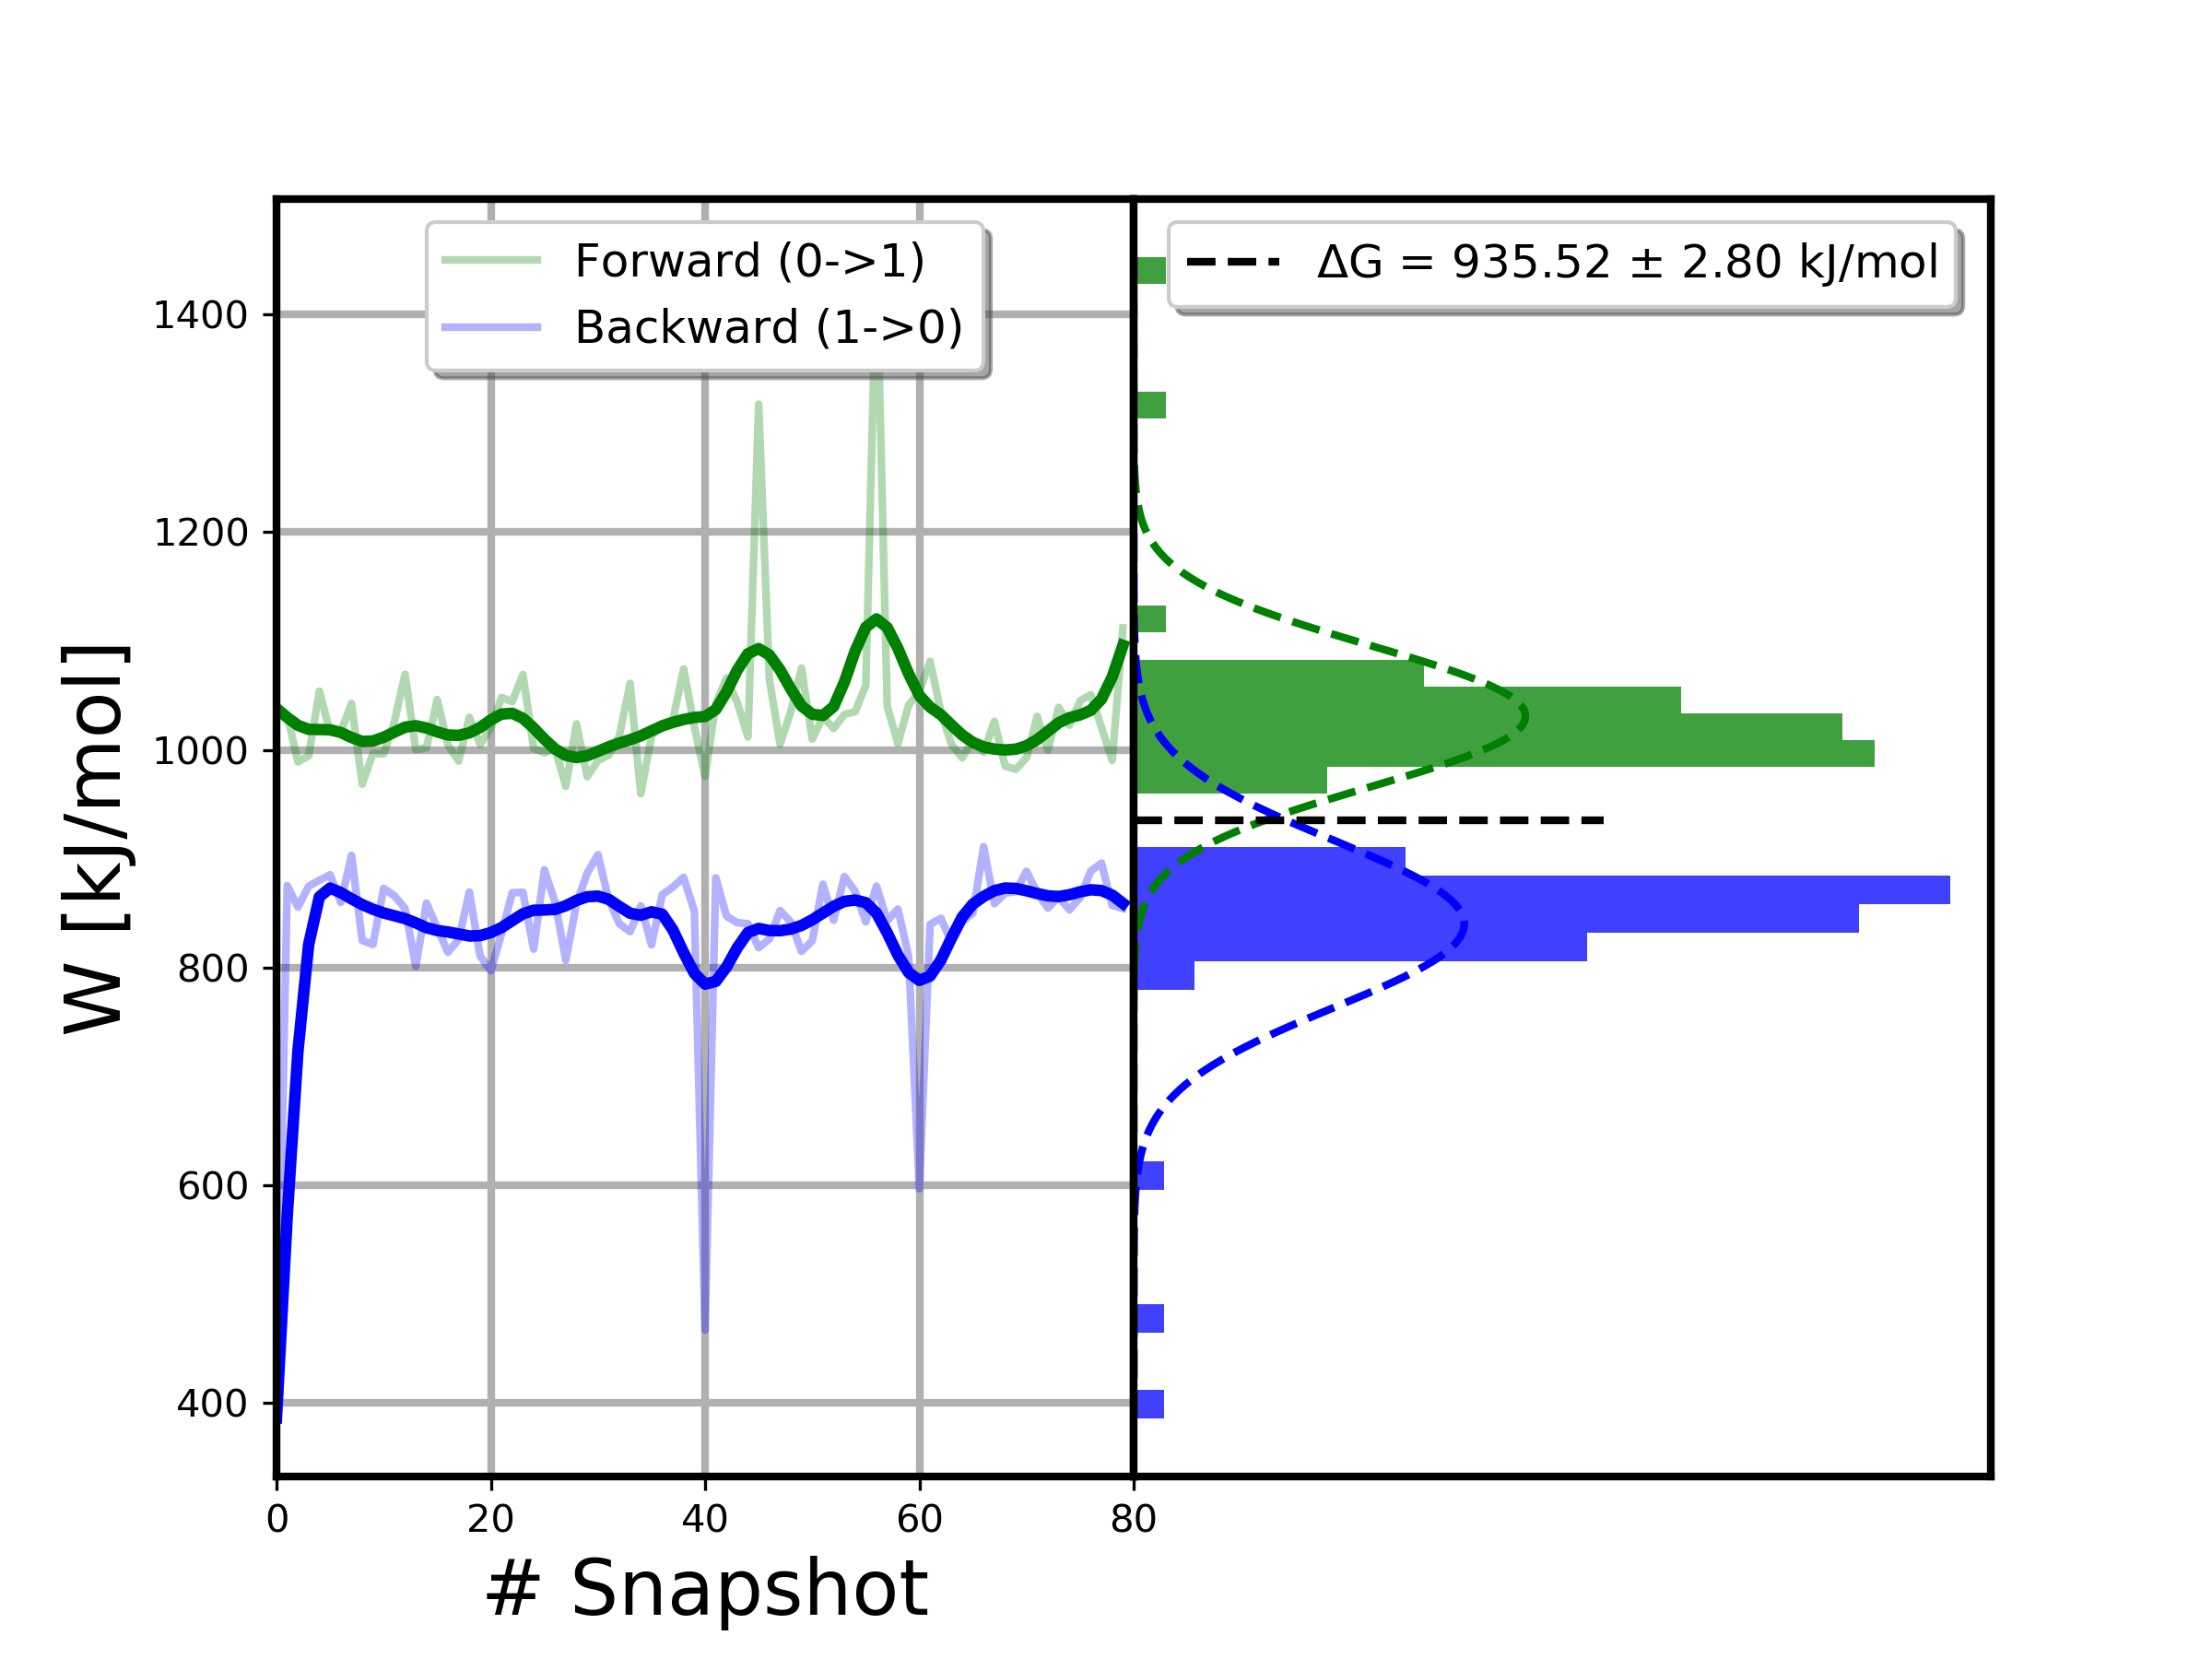 Forward (0->1)
Backward (1->0)
ΔG = 935.52 ± 2.80 kJ/mol
1400
1200
1000
800
600
400
W [kJ/mol]
0 20 40 60 80
# Snapshot